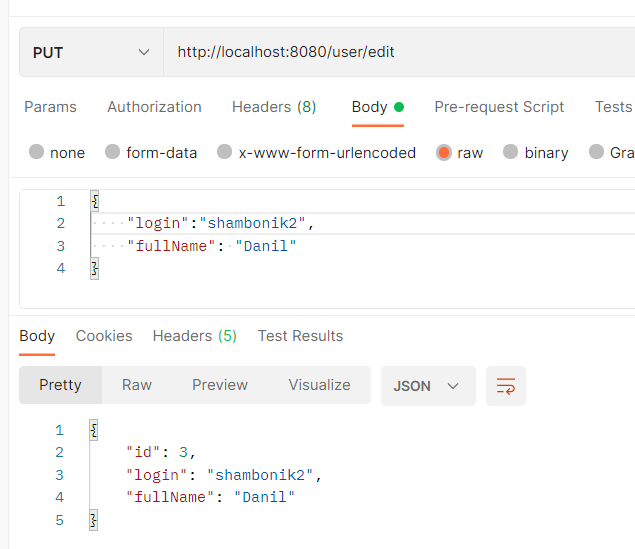 PUT http://localhost:8080/user/edit
Params Authorization Headers (8) Body Pre-request Script Tests
none form-data x-www-form-urlencoded raw binary Gra
1 {
2 "login":"shambonik2",
3 "fullName": "Danil"
4 }
Body Cookies Headers (5) Test Results
Pretty Raw Preview Visualize JSON
1 {
2 "id": 3,
3 "login": "shambonik2",
4 "fullName": "Danil"
5 }